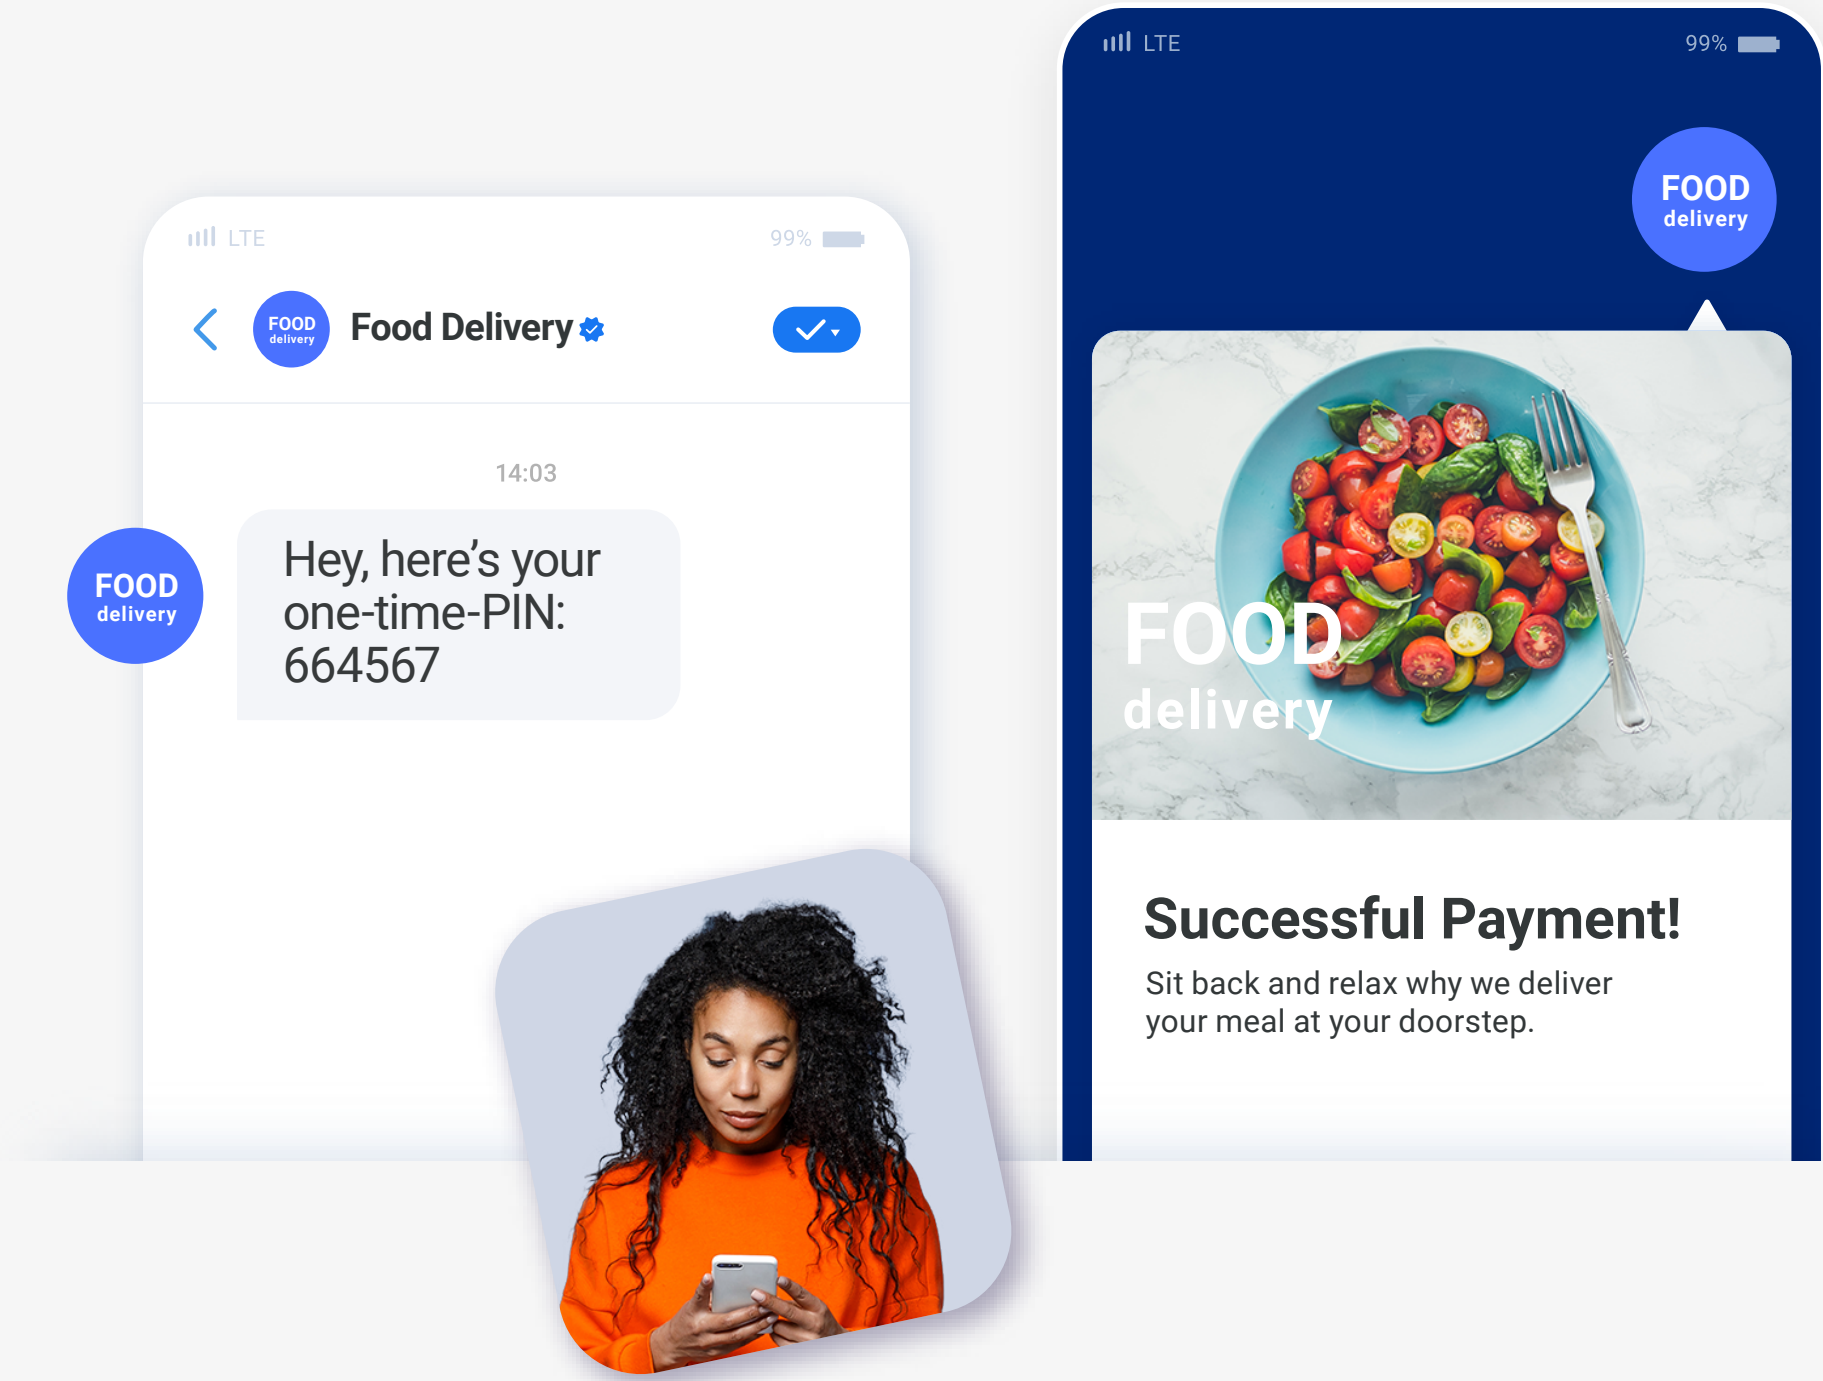 LTE
99%
FOOD
delivery
Food Delivery
14:03
FOOD
delivery
Hey, here’s your
one-time-PIN:
664567
LTE
99%
FOOD
delivery
FOOD
delivery
Successful Payment!
Sit back and relax why we deliver
your meal at your doorstep.